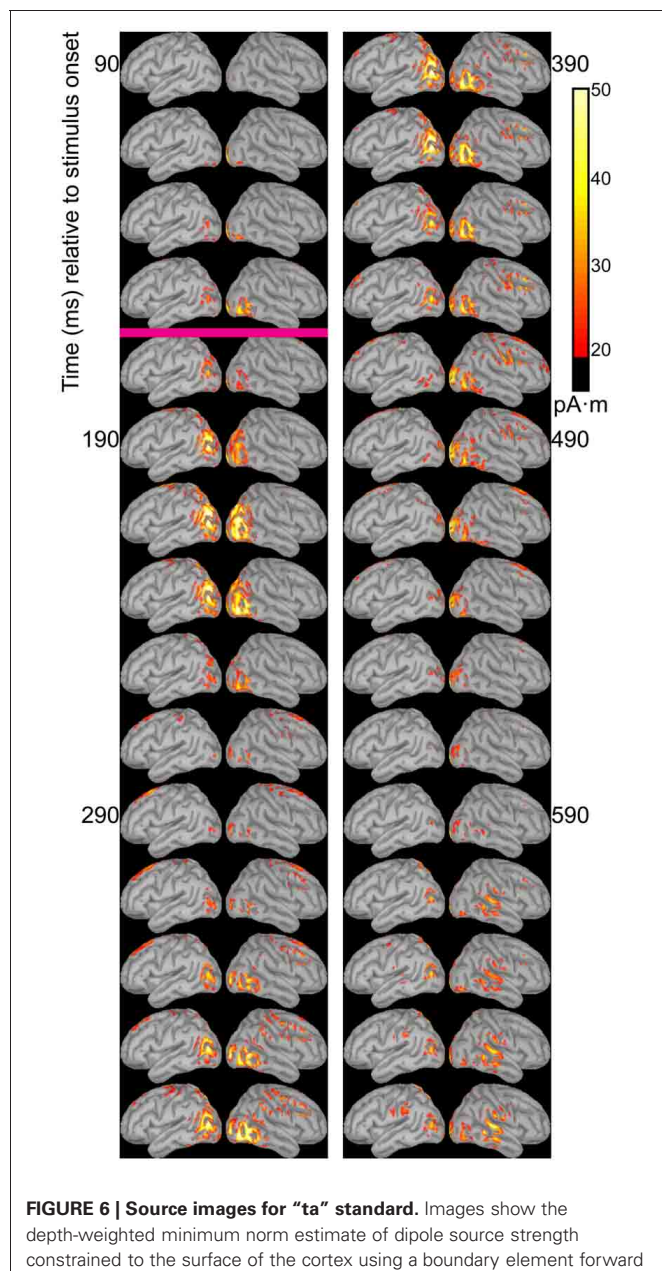 Time (ms) relative to stimulus onset
90
190
290
390
490
590
50
40
30
20
pA·m
FIGURE 6 | Source images for “ta” standard. Images show the
depth-weighted minimum norm estimate of dipole source strength
constrained to the surface of the cortex using a boundary element forward